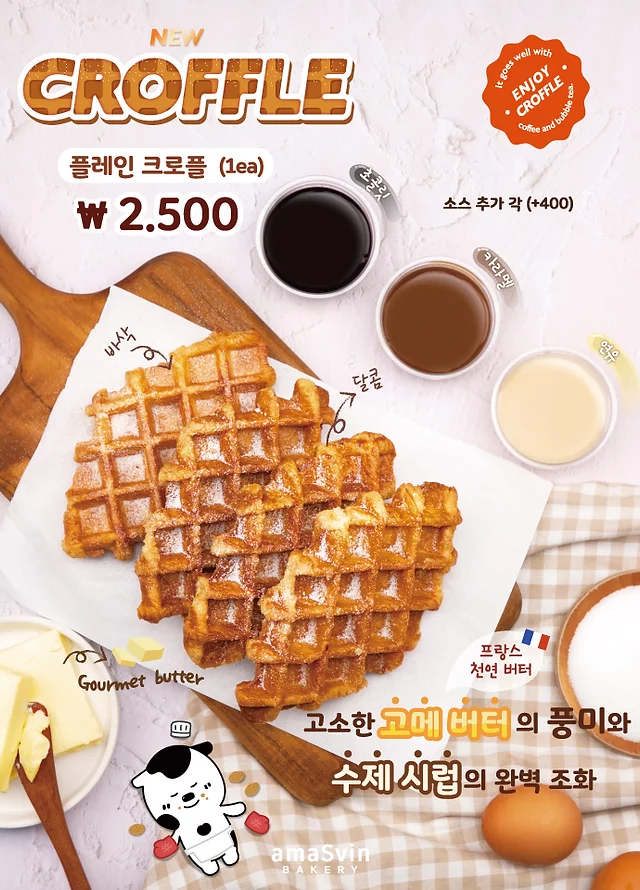 NEW
CROFFLE
It goes well with
ENJOY
CROFFLE
coffee and bubble tea.
플레인 크로플 (1ea)
₩ 2.500
소스 추가 각 (+400)
초콜릿
카라멜
연유
바삭
달콤
Gourmet butter
프랑스
천연 버터
고소한 고메 버터의 풍미와
수제 시럽의 완벽 조화
amaSvin
BAKERY